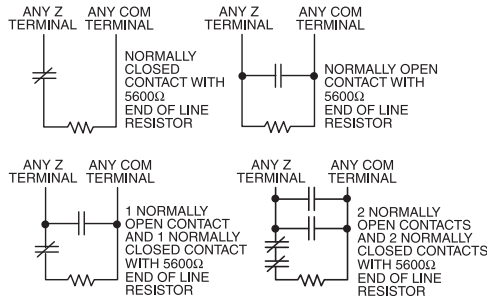 ANY Z
TERMINAL
ANY COM
TERMINAL
NORMALLY
CLOSED
CONTACT WITH
5600Ω
END OF LINE
RESISTOR
ANY Z
TERMINAL
ANY COM
TERMINAL
NORMALLY OPEN
CONTACT WITH
5600Ω
END OF LINE
RESISTOR
ANY Z
TERMINAL
ANY COM
TERMINAL
1 NORMALLY
OPEN CONTACT
AND 1 NORMALLY
CLOSED CONTACT
WITH 5600Ω
END OF LINE
RESISTOR
ANY Z
TERMINAL
ANY COM
TERMINAL
2 NORMALLY
OPEN CONTACTS
AND 2 NORMALLY
CLOSED CONTACTS
WITH 5600Ω
END OF LINE
RESISTOR